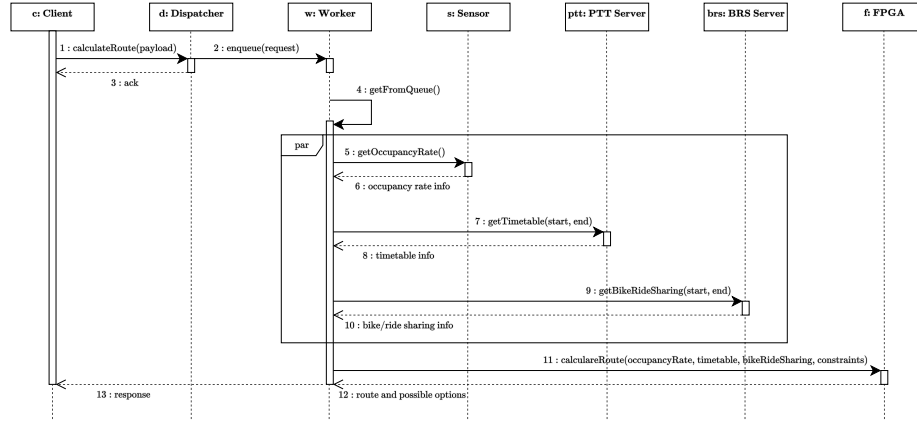 c: Client
d: Dispatcher
w: Worker
s: Sensor
ptt: PTT Server
brs: BRS Server
f: FPGA
1 : calculateRoute(payload)
2 : enqueue(request)
3 : ack
4 : getFromQueue()
par
5 : getOccupancyRate()
6 : occupancy rate info
7 : getTimetable(start, end)
8 : timetable info
9 : getBikeRideSharing(start, end)
10 : bike/ride sharing info
11 : calculareRoute(occupancyRate, timetable, bikeRideSharing, constraints)
13 : response
12 : route and possible options